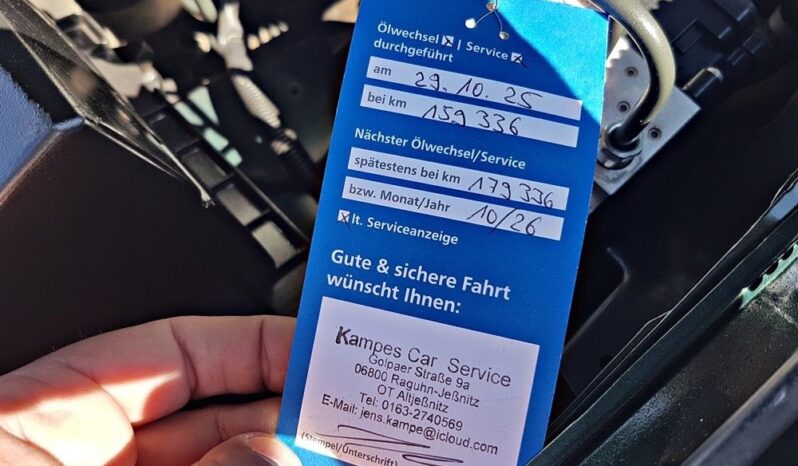 Ölwechsel ☒ | Service ☒
durchgeführt
am 29.10.25
bei km 159 336
Nächster Ölwechsel/Service
spätestens bei km 179 336
bzw. Monat/Jahr 10/26
☒ lt. Serviceanzeige
Gute & sichere Fahrt
wünscht Ihnen:
Kampes Car Service
Golpaer Straße 9a
06800 Raguhn-Jeßnitz
OT Altjeßnitz
Tel: 0163-2740569
E-Mail: jens.kampe@icloud.com
(Stempel/Unterschrift)